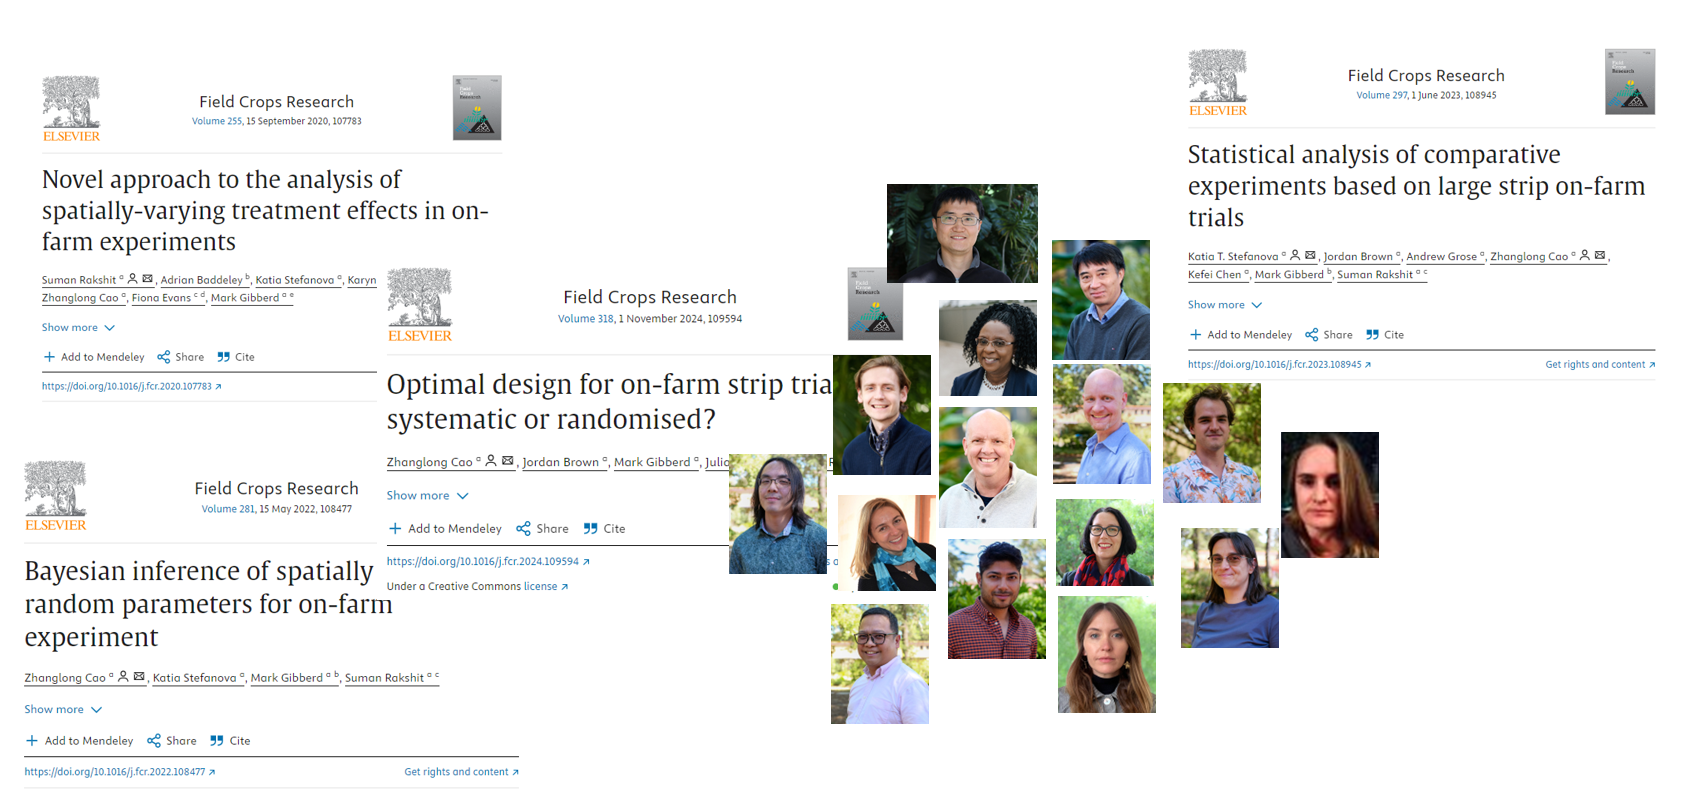 ELSEVIER
Field Crops Research
Volume 255, 15 September 2020, 107783
Novel approach to the analysis of
spatially-varying treatment effects in on-
farm experiments
Suman Rakshit a, Adrian Baddeley b, Katia Stefanova a, Karyn
Zhanglong Cao a, Fiona Evans c d, Mark Gibberd a e
Show more
Add to Mendeley Share Cite
https://doi.org/10.1016/j.fcr.2020.107783
ELSEVIER
Field Crops Research
Volume 281, 15 May 2022, 108477
Bayesian inference of spatially
random parameters for on-farm
experiment
Zhanglong Cao a, Katia Stefanova a, Mark Gibberd a b, Suman Rakshit a c
Show more
Add to Mendeley Share Cite
https://doi.org/10.1016/j.fcr.2022.108477 Get rights and content
ELSEVIER
Field Crops Research
Volume 318, 1 November 2024, 109594
Optimal design for on-farm strip
systematic or randomised?
Zhanglong Cao a, Jordan Brown a, Mark Gibberd a,
Show more
Add to Mendeley Share Cite
https://doi.org/10.1016/j.fcr.2024.109594
Under a Creative Commons license
ELSEVIER
Field Crops Research
Volume 297, 1 June 2023, 108945
Statistical analysis of comparative
experiments based on large strip on-farm
trials
Katia T. Stefanova a, Jordan Brown a, Andrew Grose a, Zhanglong Cao a,
Kefei Chen a, Mark Gibberd b, Suman Rakshit a c
Show more
Add to Mendeley Share Cite
https://doi.org/10.1016/j.fcr.2023.108945 Get rights and content